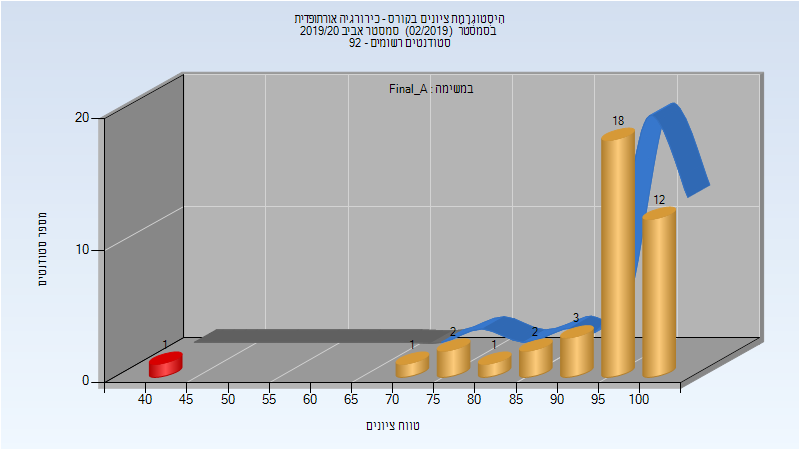 היסטוגרמת ציונים בקורס - כירורגיה אורתופדית
בסמסטר (02/2019) סמסטר אביב 2019/20
סטודנטים רשומים - 92
במשימה : Final_A
מספר סטודנטים
20
10
0
1
1
2
1
2
3
18
12
40 45 50 55 60 65 70 75 80 85 90 95 100
טווח ציונים